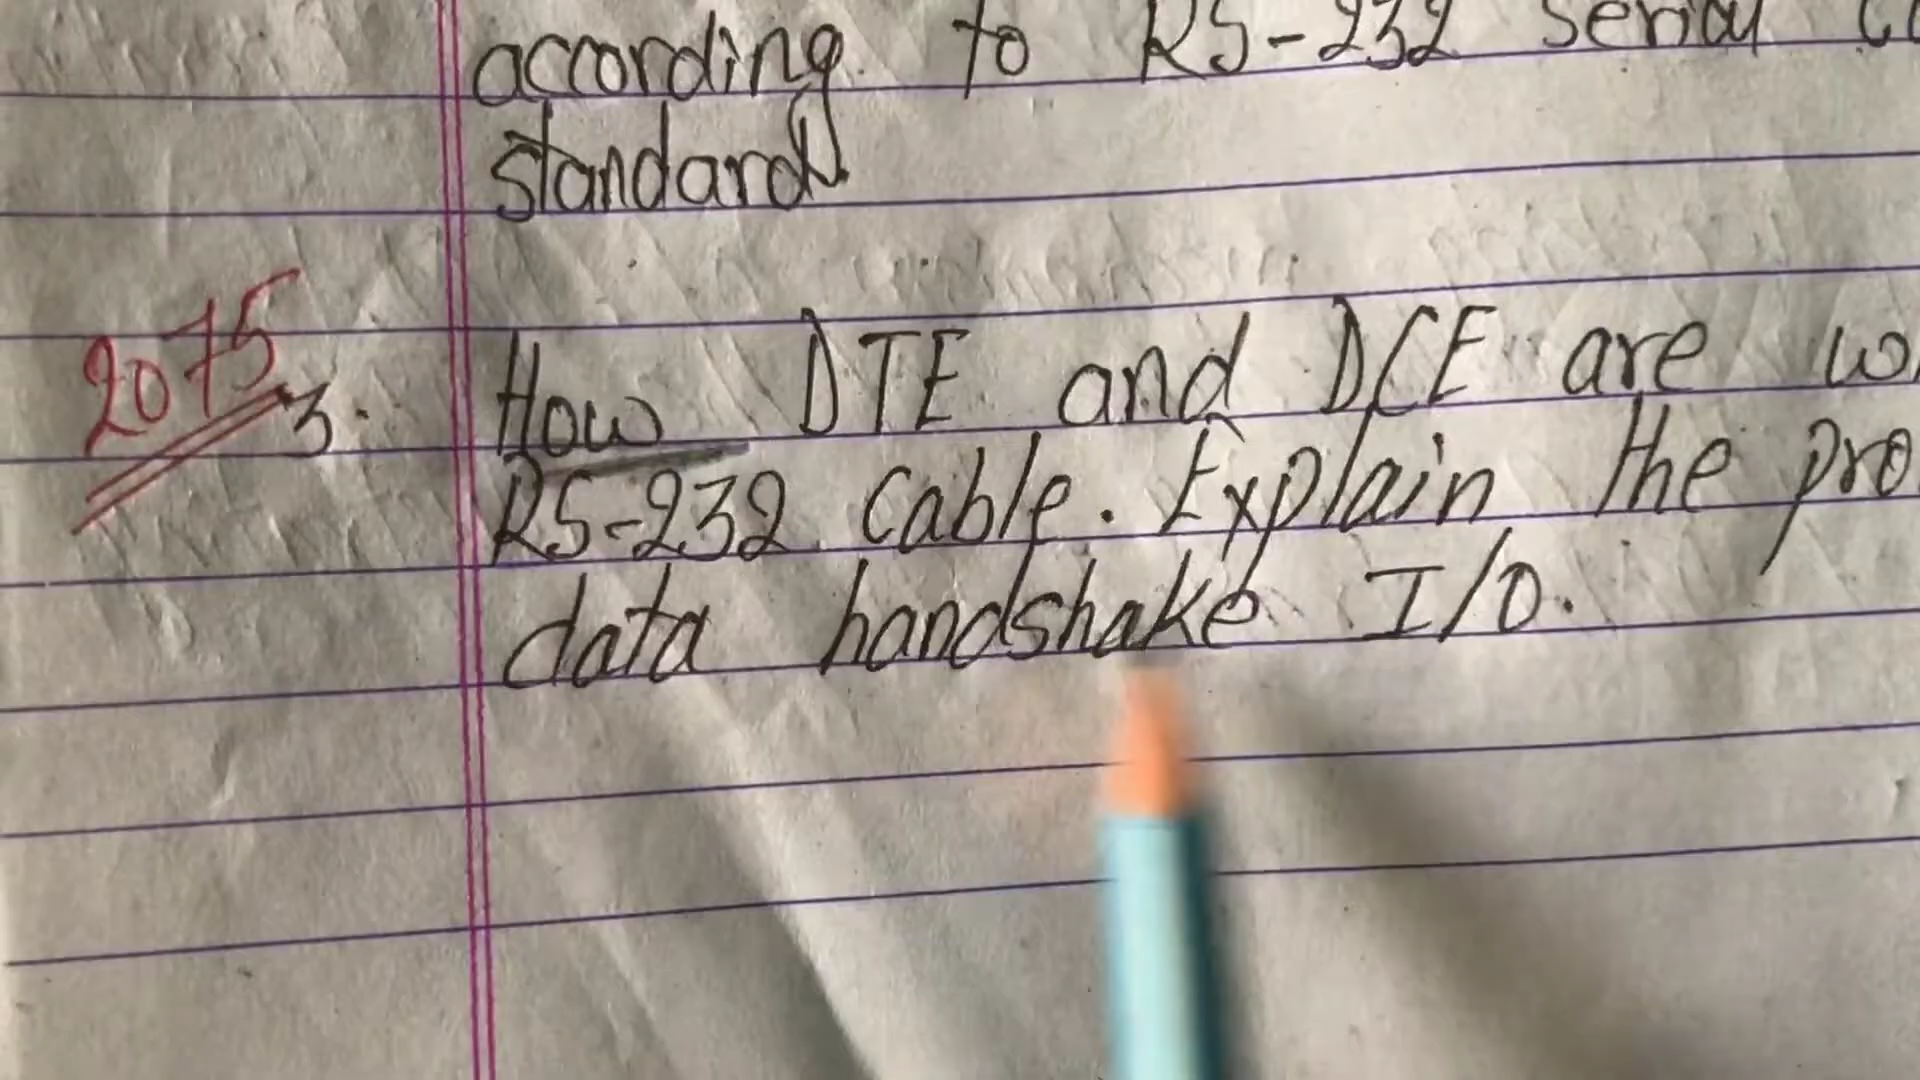 according to RS-232 serial
standard
2075
3. How DTE and DCE are
RS-232 cable. Explain the
data handshake I/O.